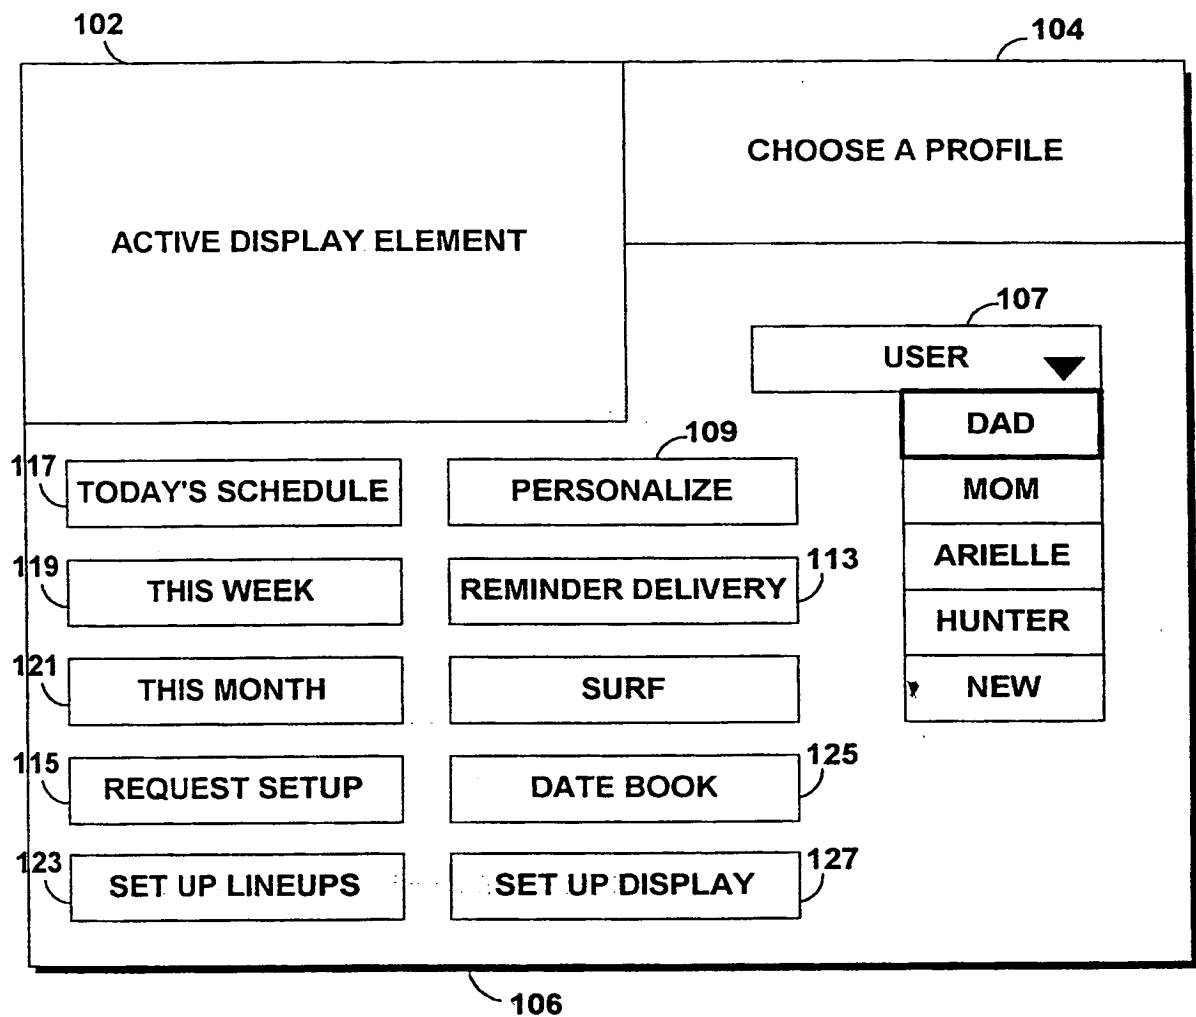 102
104
CHOOSE A PROFILE
ACTIVE DISPLAY ELEMENT
107
USER
DAD
MOM
ARIELLE
HUNTER
NEW
109
117
TODAY'S SCHEDULE
PERSONALIZE
119
THIS WEEK
REMINDER DELIVERY
113
121
THIS MONTH
SURF
115
REQUEST SETUP
DATE BOOK
125
123
SET UP LINEUPS
SET UP DISPLAY
127
106